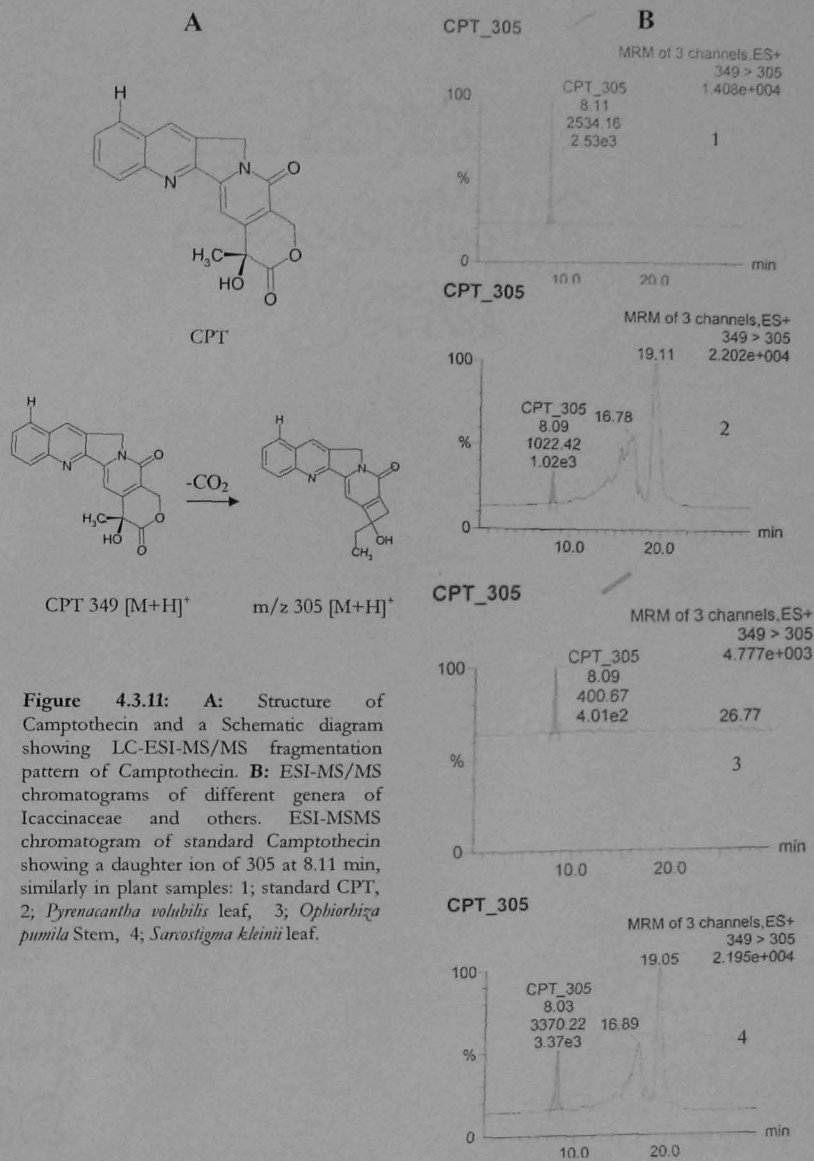 A
H
N
N
O
H3C
HO
O
O
CPT
H
N
N
O
H3C
HO
O
O
-CO2
H
N
N
O
OH
CH3
CPT 349 [M+H]+
m/z 305 [M+H]+
Figure 4.3.11: A: Structure of
Camptothecin and a Schematic diagram
showing LC-ESI-MS/MS fragmentation
pattern of Camptothecin. B: ESI-MS/MS
chromatograms of different genera of
Icaccinaceae and others. ESI-MSMS
chromatogram of standard Camptothecin
showing a daughter ion of 305 at 8.11 min,
similarly in plant samples: 1; standard CPT,
2; Pyrenacantha volubilis leaf, 3; Ophiorhiza
pumila Stem, 4; Sarcostigma kleinii leaf.
B
CPT_305
MRM of 3 channels,ES+
349 > 305
1.408e+004
100
CPT_305
8.11
2534.16
2.53e3
1
%
0
min
10.0
20.0
CPT_305
MRM of 3 channels,ES+
349 > 305
2.202e+004
100
19.11
CPT_305
8.09
1022.42
1.02e3
16.78
2
%
0
min
10.0
20.0
CPT_305
MRM of 3 channels,ES+
349 > 305
4.777e+003
100
CPT_305
8.09
400.67
4.01e2
26.77
3
%
0
min
10.0
20.0
CPT_305
MRM of 3 channels,ES+
349 > 305
2.195e+004
100
19.05
CPT_305
8.03
3370.22
3.37e3
16.89
4
%
0
min
10.0
20.0